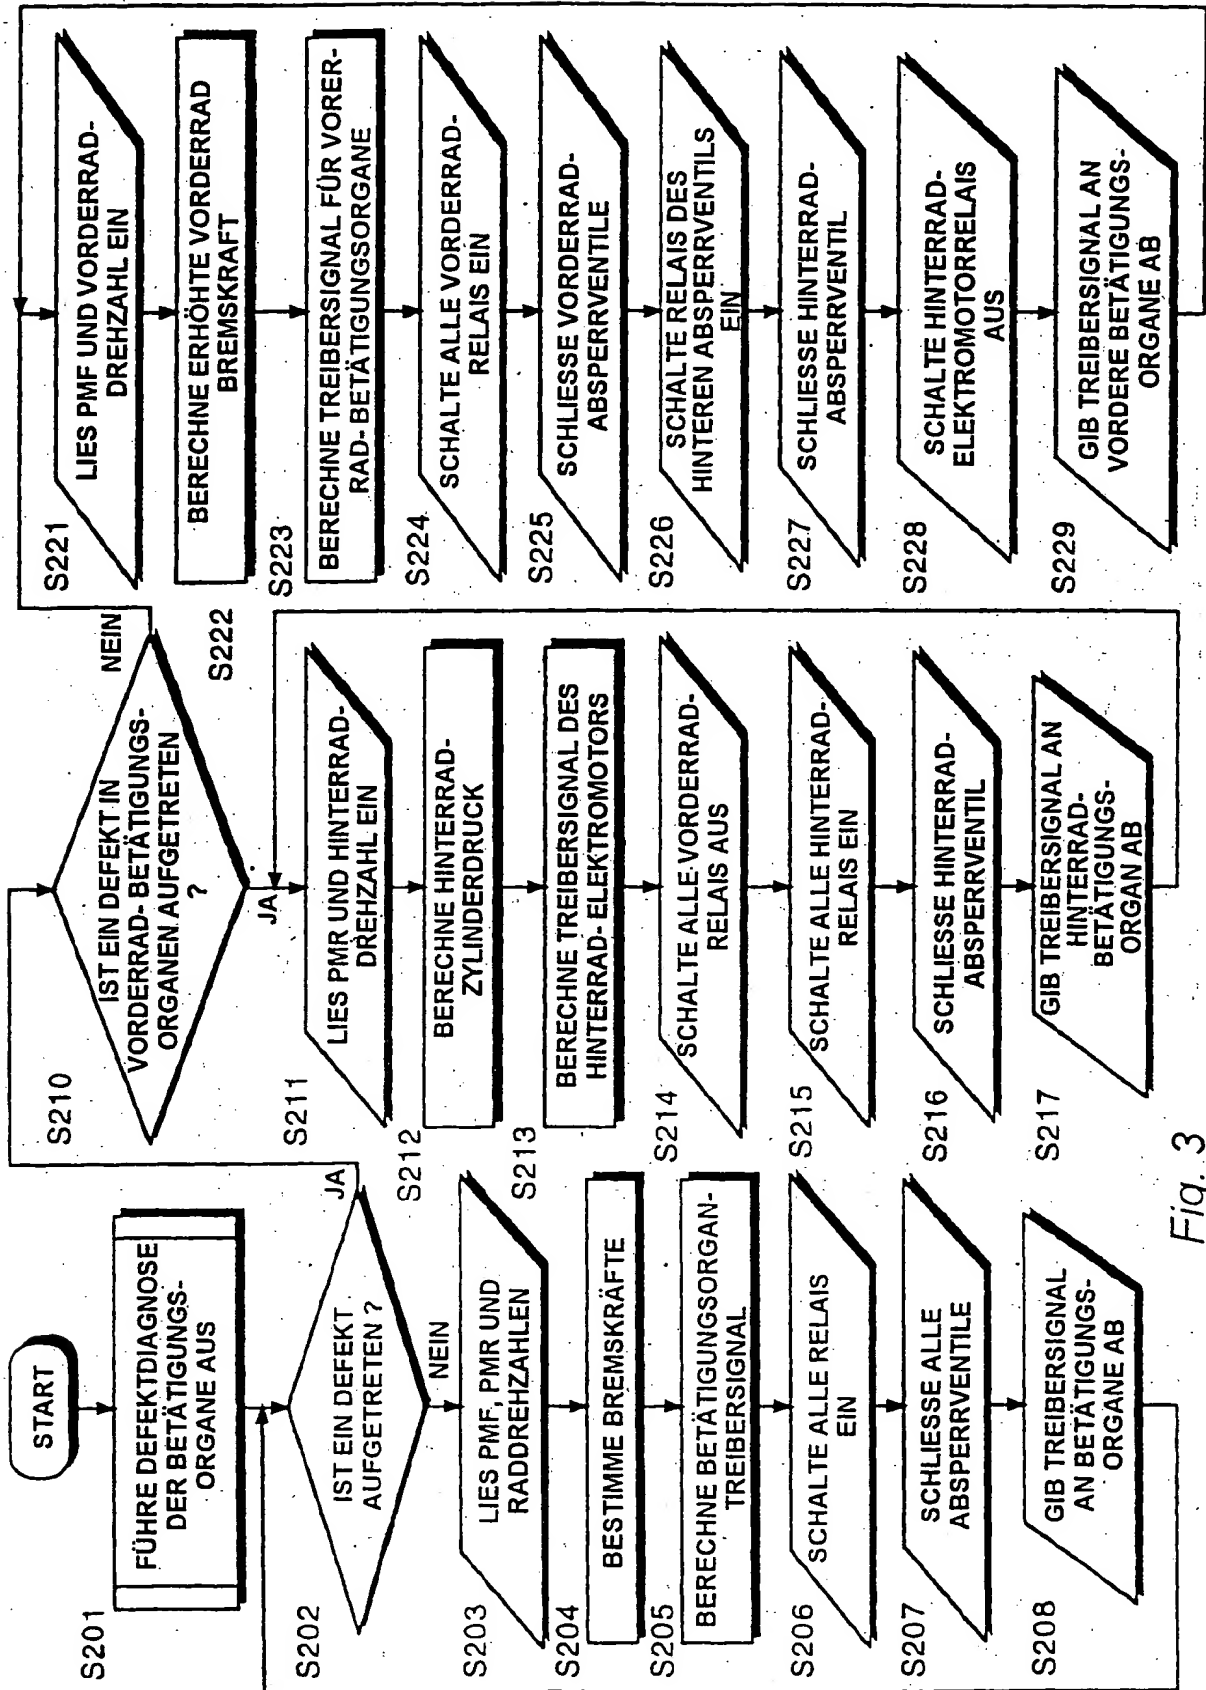 START
S201
FÜHRE DEFEKTDIAGNOSE
DER BETÄTIGUNGS-
ORGANE AUS
S202
IST EIN DEFEKT
AUFGETRETEN ?
JA
NEIN
S203
LIES PMF, PMR UND
RADDREHZAHLEN
S204
BESTIMME BREMSKRÄFTE
S205
BERECHNE BETÄTIGUNGSORGAN-
TREIBERSIGNAL
S206
SCHALTE ALLE RELAIS
EIN
S207
SCHLIESSE ALLE
ABSPERRVENTILE
S208
GIB TREIBERSIGNAL
AN BETÄTIGUNGS-
ORGANE AB
S210
IST EIN DEFEKT IN
VORDERRAD- BETÄTIGUNGS-
ORGANEN AUFGETRETEN
?
NEIN
JA
S211
LIES PMR UND HINTERRAD-
DREHZAHL EIN
S212
BERECHNE HINTERRAD-
ZYLINDERDRUCK
S213
BERECHNE TREIBERSIGNAL DES
HINTERRAD- ELEKTROMOTORS
S214
SCHALTE ALLE VORDERRAD-
RELAIS AUS
S215
SCHALTE ALLE HINTERRAD-
RELAIS EIN
S216
SCHLIESSE HINTERRAD-
ABSPERRVENTIL
S217
GIB TREIBERSIGNAL AN
HINTERRAD-
BETÄTIGUNGS-
ORGAN AB
S221
LIES PMF UND VORDERRAD-
DREHZAHL EIN
S222
BERECHNE ERHÖHTE VORDERRAD
BREMSKRAFT
S223
BERECHNE TREIBERSIGNAL FÜR VORER-
RAD- BETÄTIGUNGSORGANE
S224
SCHALTE ALLE VORDERRAD-
RELAIS EIN
S225
SCHLIESSE VORDERRAD-
ABSPERRVENTILE
S226
SCHALTE RELAIS DES
HINTEREN ABSPERRVENTILS
EIN
S227
SCHLIESSE HINTERRAD-
ABSPERRVENTIL
S228
SCHALTE HINTERRAD-
ELEKTROMOTORRELAIS
AUS
S229
GIB TREIBERSIGNAL AN
VORDERE BETÄTIGUNGS-
ORGANE AB
Fig. 3